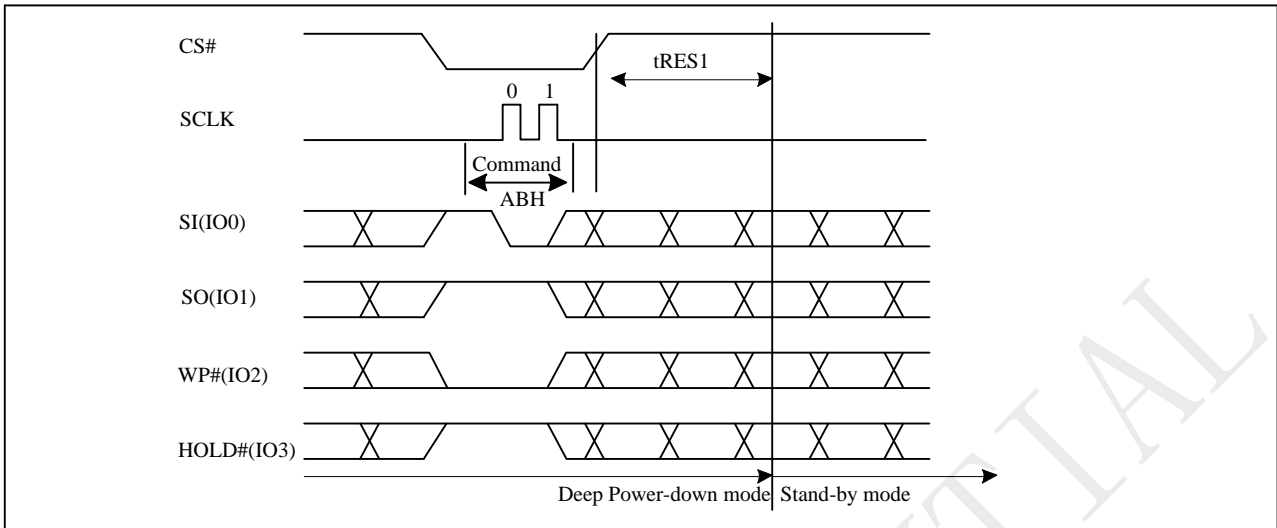 CS#
tRES1
0 1
SCLK
Command
ABH
SI(IO0)
SO(IO1)
WP#(IO2)
HOLD#(IO3)
Deep Power-down mode Stand-by mode
TIAL